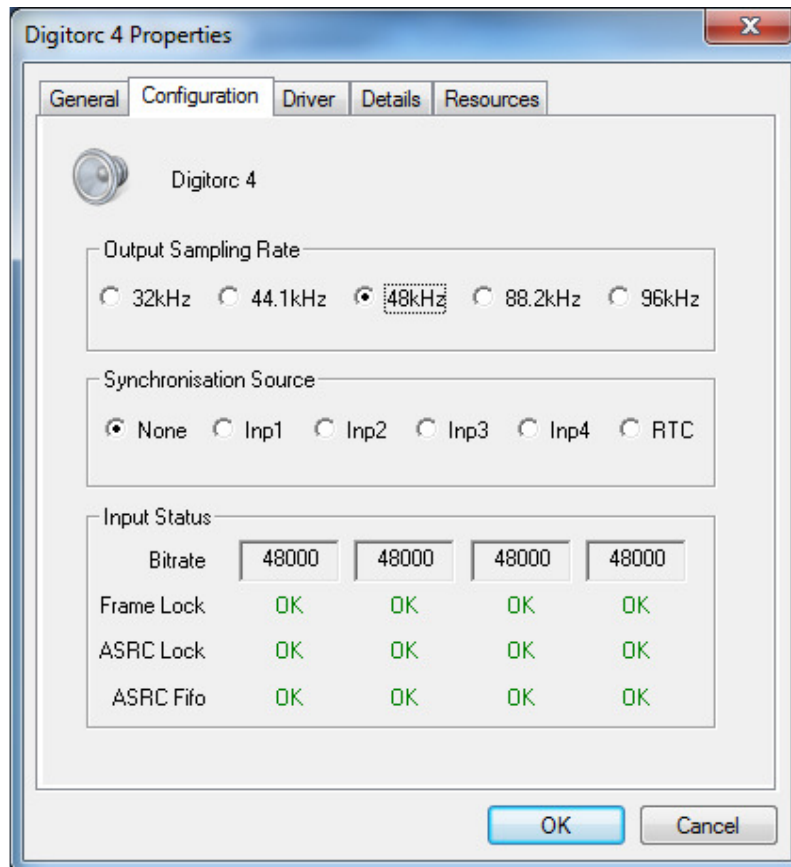 Digitorc 4 Properties
General Configuration Driver Details Resources
Digitorc 4
Output Sampling Rate
32kHz 44.1kHz 48kHz 88.2kHz 96kHz
Synchronisation Source
None Inp1 Inp2 Inp3 Inp4 RTC
Input Status
Bitrate 48000 48000 48000 48000
Frame Lock OK OK OK OK
ASRC Lock OK OK OK OK
ASRC Fifo OK OK OK OK
OK Cancel